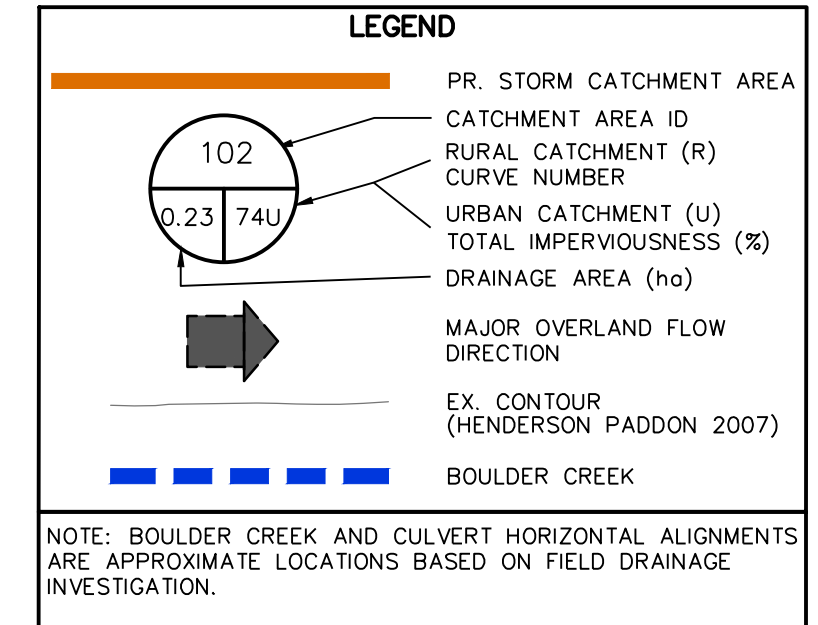 LEGEND
PR. STORM CATCHMENT AREA
CATCHMENT AREA ID
102
RURAL CATCHMENT (R)
CURVE NUMBER
0.23 74U
URBAN CATCHMENT (U)
TOTAL IMPERVIOUSNESS (%)
DRAINAGE AREA (ha)
MAJOR OVERLAND FLOW
DIRECTION
EX. CONTOUR
(HENDERSON PADDON 2007)
BOULDER CREEK
NOTE: BOULDER CREEK AND CULVERT HORIZONTAL ALIGNMENTS
ARE APPROXIMATE LOCATIONS BASED ON FIELD DRAINAGE
INVESTIGATION.